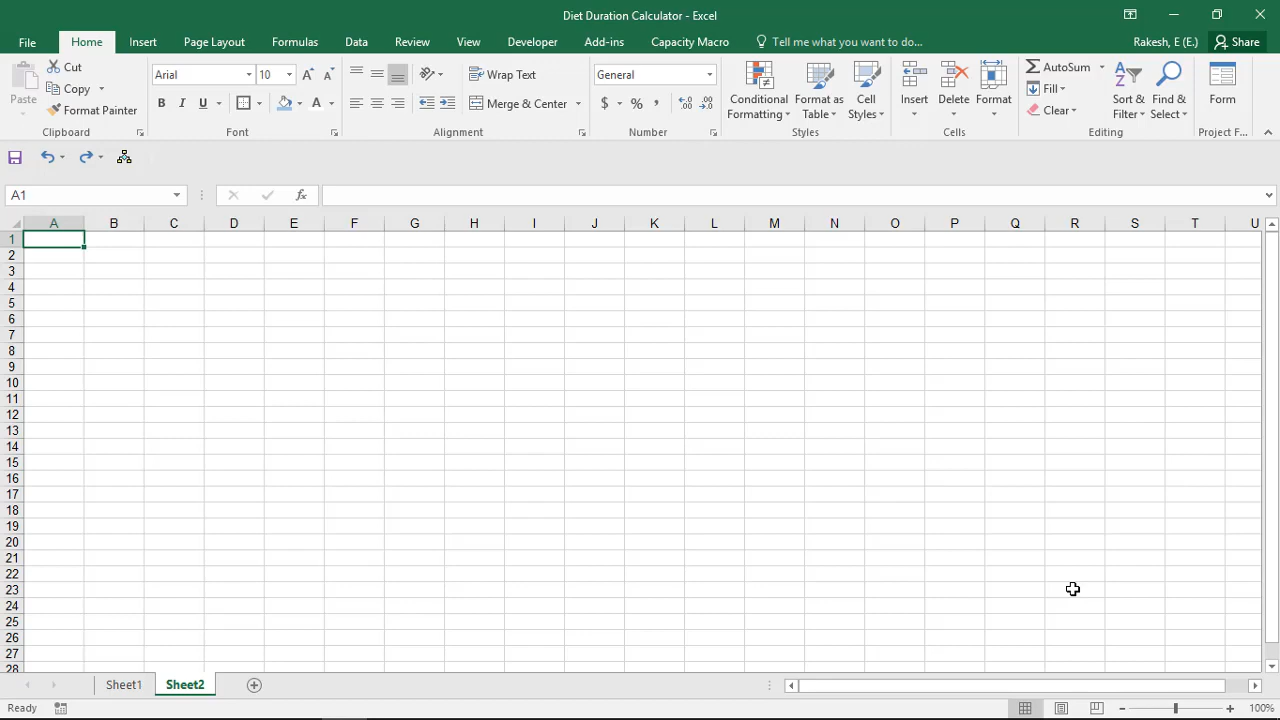 Diet Duration Calculator - Excel
File Home Insert Page Layout Formulas Data Review View Developer Add-ins Capacity Macro Tell me what you want to do... Rakesh, E (E.) Share
Paste
Cut
Copy
Format Painter
Clipboard
Arial 10
B I U
Font
Wrap Text
Merge & Center
Alignment
General
$ % ,
Number
Conditional Formatting
Format as Table
Cell Styles
Styles
Insert Delete Format
Cells
AutoSum
Fill
Clear
Sort & Filter
Find & Select
Editing
Form
Project F...
A1 fx
A B C D E F G H I J K L M N O P Q R S T U
1
2
3
4
5
6
7
8
9
10
11
12
13
14
15
16
17
18
19
20
21
22
23
24
25
26
27
28
Sheet1 Sheet2
Ready 100%